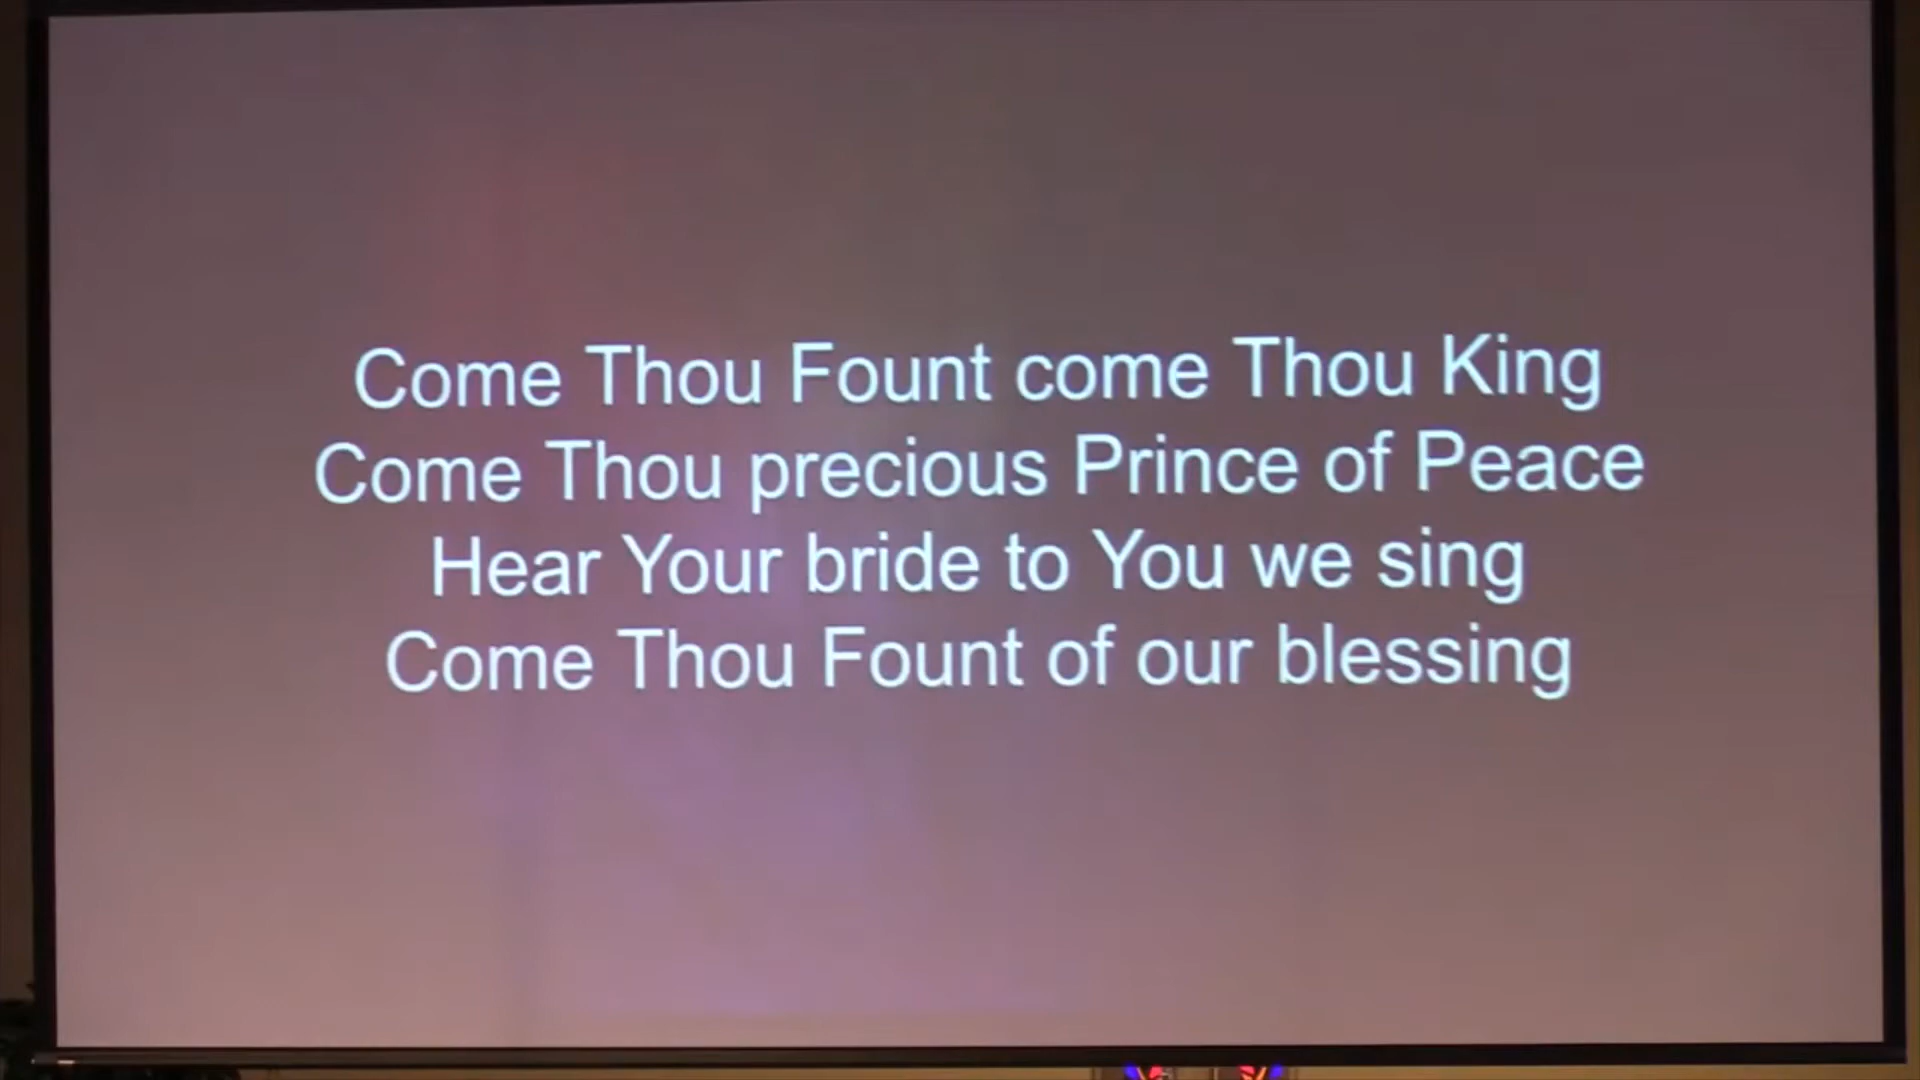 Come Thou Fount come Thou King
Come Thou precious Prince of Peace
Hear Your bride to You we sing
Come Thou Fount of our blessing